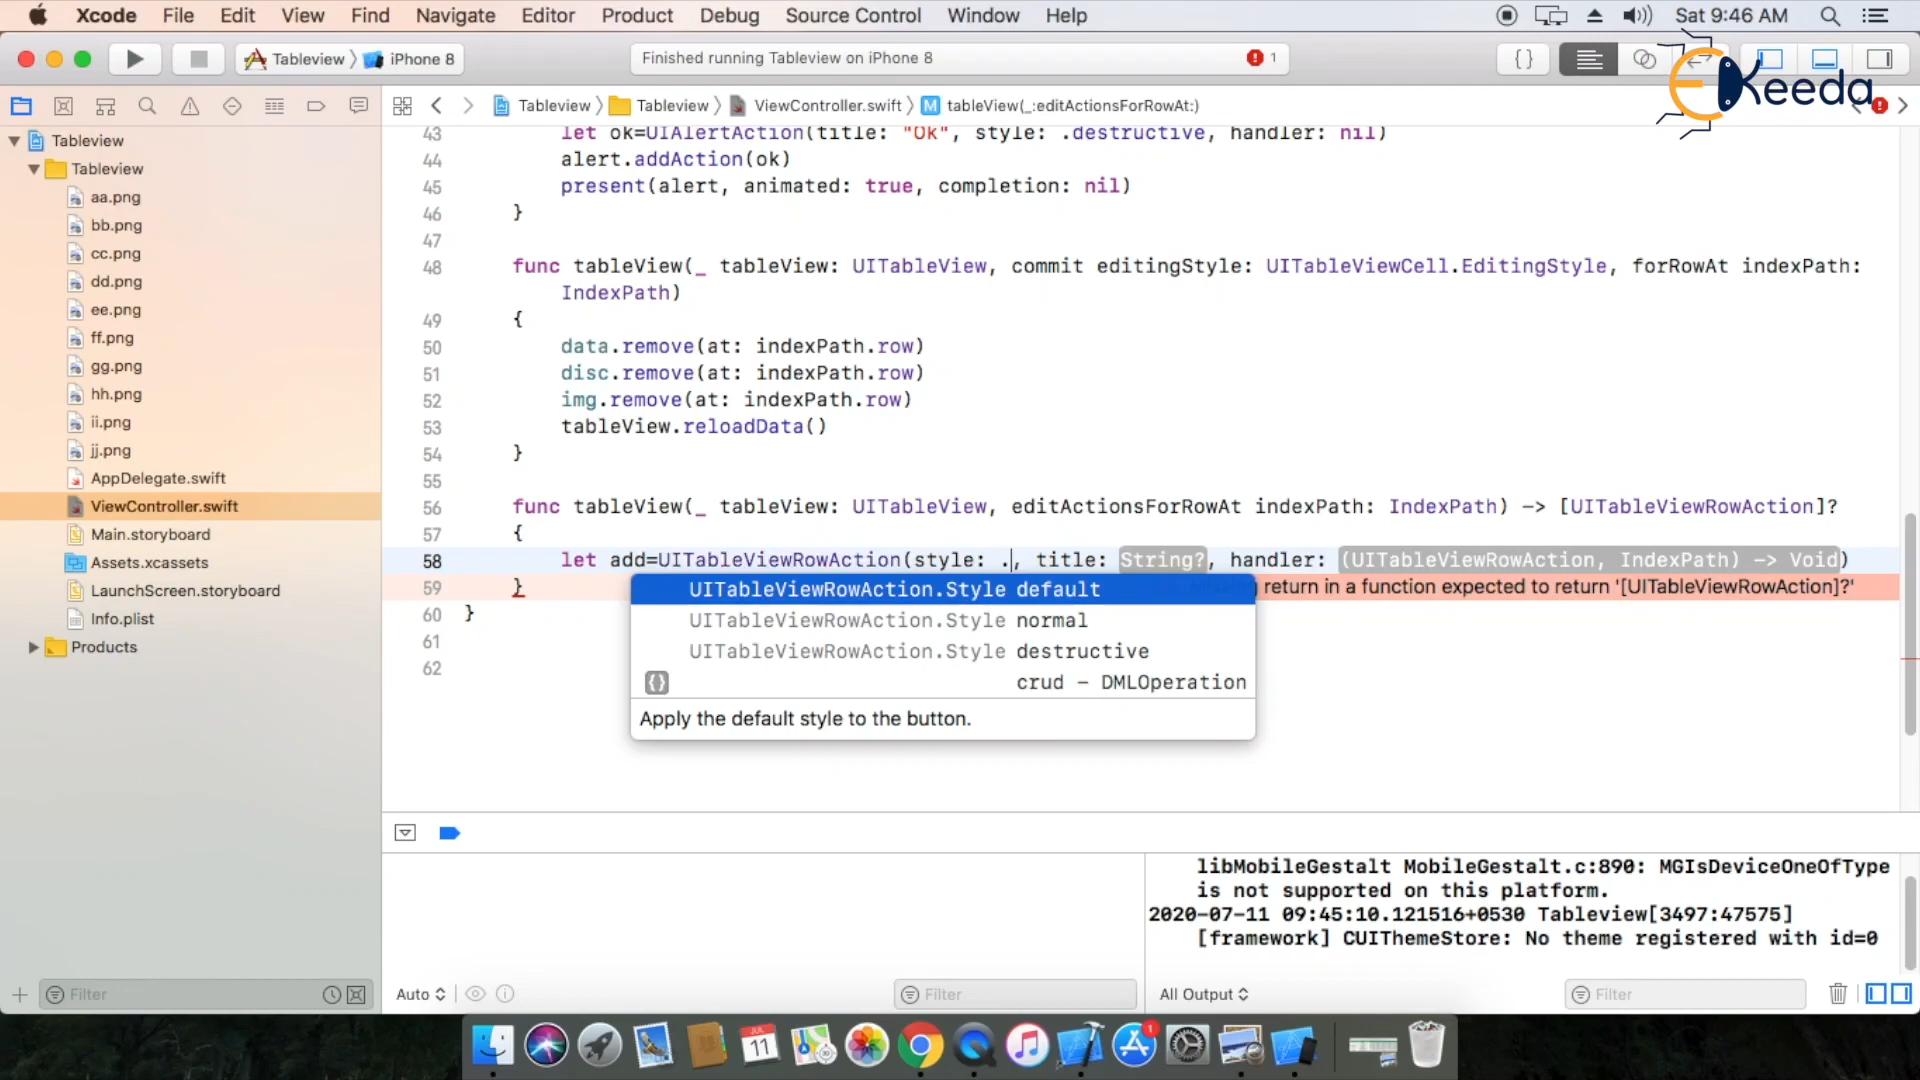 Xcode File Edit View Find Navigate Editor Product Debug Source Control Window Help Sat 9:46 AM
Tableview iPhone 8 Finished running Tableview on iPhone 8 1 {}
Keeda
Tableview Tableview ViewController.swift M tableView(_:editActionsForRowAt:)
Tableview
Tableview
aa.png
bb.png
cc.png
dd.png
ee.png
ff.png
gg.png
hh.png
ii.png
jj.png
AppDelegate.swift
ViewController.swift
Main.storyboard
Assets.xcassets
LaunchScreen.storyboard
Info.plist
Products
Filter
43 let ok=UIAlertAction(title: "Ok", style: .destructive, handler: nil)
44 alert.addAction(ok)
45 present(alert, animated: true, completion: nil)
46 }
47
48 func tableView(_ tableView: UITableView, commit editingStyle: UITableViewCell.EditingStyle, forRowAt indexPath:
IndexPath)
49 {
50 data.remove(at: indexPath.row)
51 disc.remove(at: indexPath.row)
52 img.remove(at: indexPath.row)
53 tableView.reloadData()
54 }
55
56 func tableView(_ tableView: UITableView, editActionsForRowAt indexPath: IndexPath) -> [UITableViewRowAction]?
57 {
58 let add=UITableViewRowAction(style: ., title: String?, handler: (UITableViewRowAction, IndexPath) -> Void)
59 } return in a function expected to return '[UITableViewRowAction]?'
60 }
61
62
UITableViewRowAction.Style default
UITableViewRowAction.Style normal
UITableViewRowAction.Style destructive
{} crud - DMLOperation
Apply the default style to the button.
libMobileGestalt MobileGestalt.c:890: MGIsDeviceOneOfType
is not supported on this platform.
2020-07-11 09:45:10.121516+0530 Tableview[3497:47575]
[framework] CUIThemeStore: No theme registered with id=0
Auto Filter All Output Filter
JUL
11
1